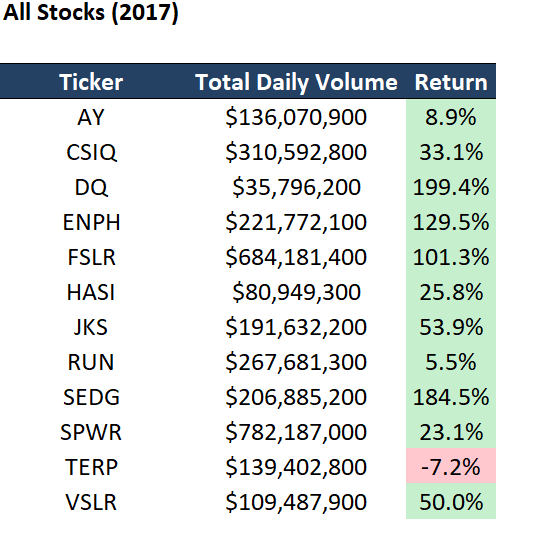 All Stocks (2017)
Ticker Total Daily Volume Return
AY $136,070,900 8.9%
CSIQ $310,592,800 33.1%
DQ $35,796,200 199.4%
ENPH $221,772,100 129.5%
FSLR $684,181,400 101.3%
HASI $80,949,300 25.8%
JKS $191,632,200 53.9%
RUN $267,681,300 5.5%
SEDG $206,885,200 184.5%
SPWR $782,187,000 23.1%
TERP $139,402,800 -7.2%
VSLR $109,487,900 50.0%